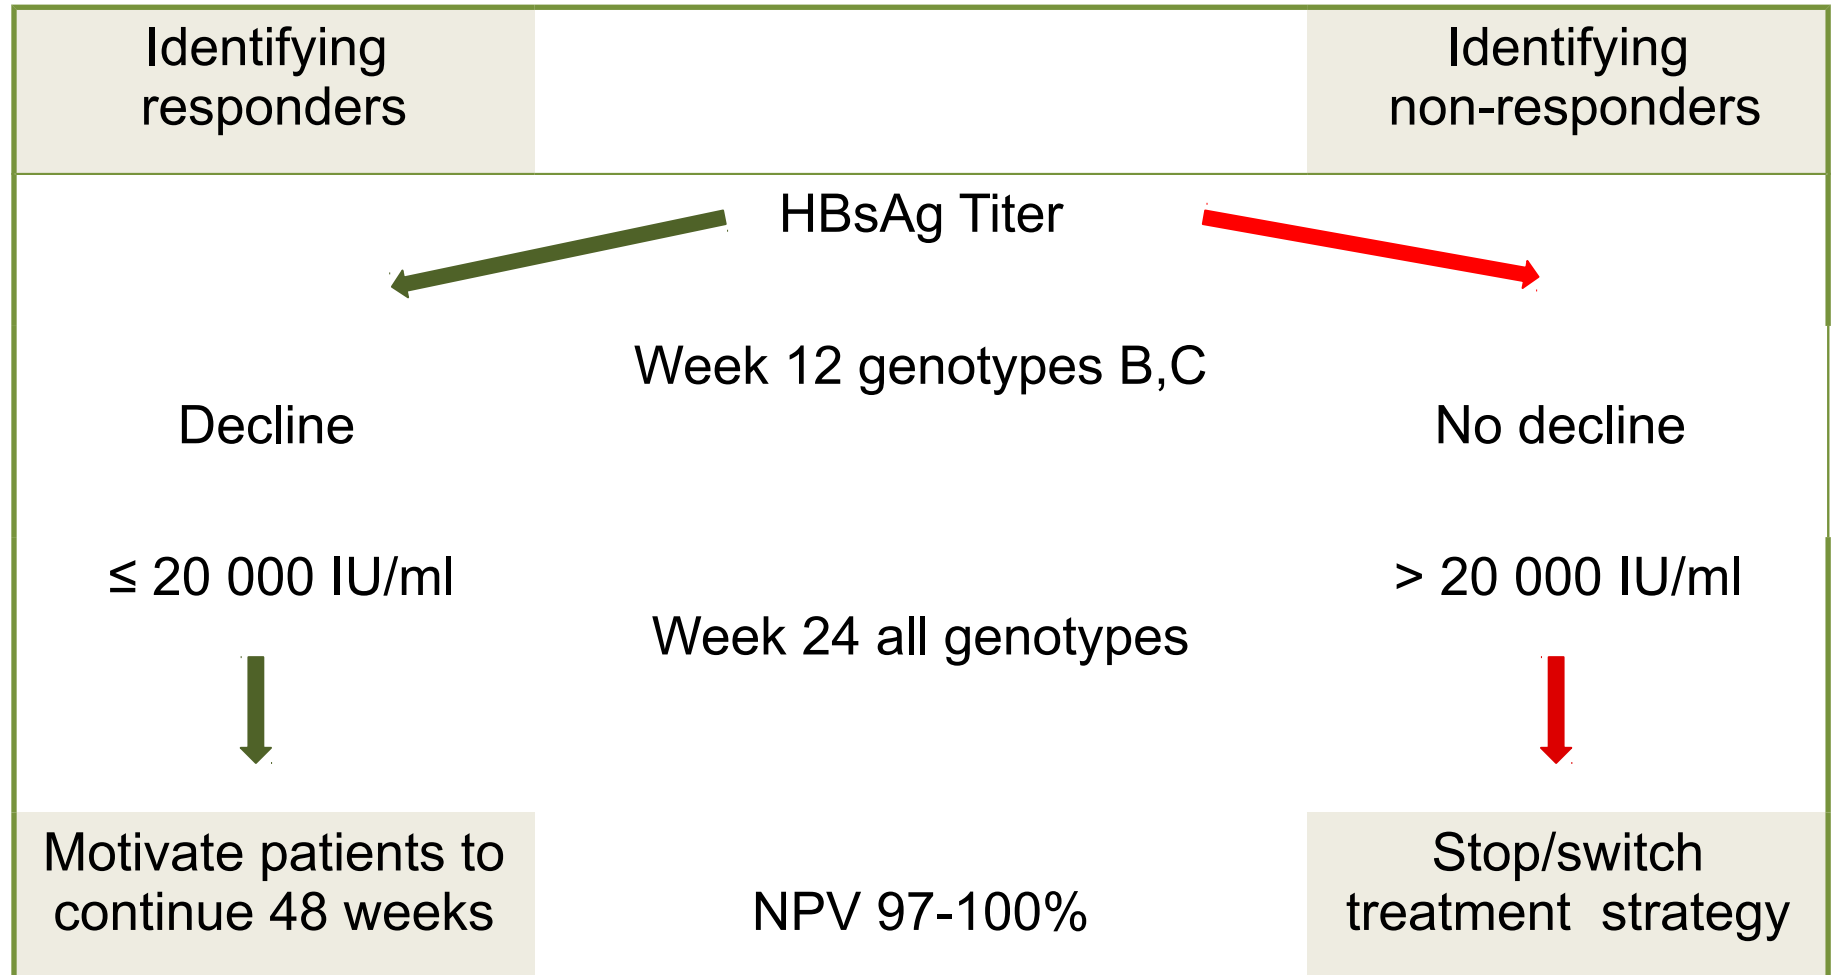 Identifying
responders
Identifying
non-responders
HBsAg Titer
Week 12 genotypes B,C
Decline
No decline
≤ 20 000 IU/ml
> 20 000 IU/ml
Week 24 all genotypes
Motivate patients to
continue 48 weeks
NPV 97-100%
Stop/switch
treatment strategy